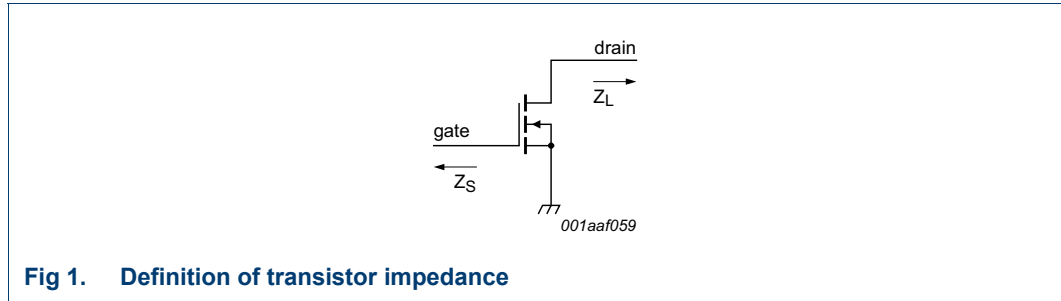 drain
Z_L
gate
Z_S
001aaf059
Fig 1. Definition of transistor impedance